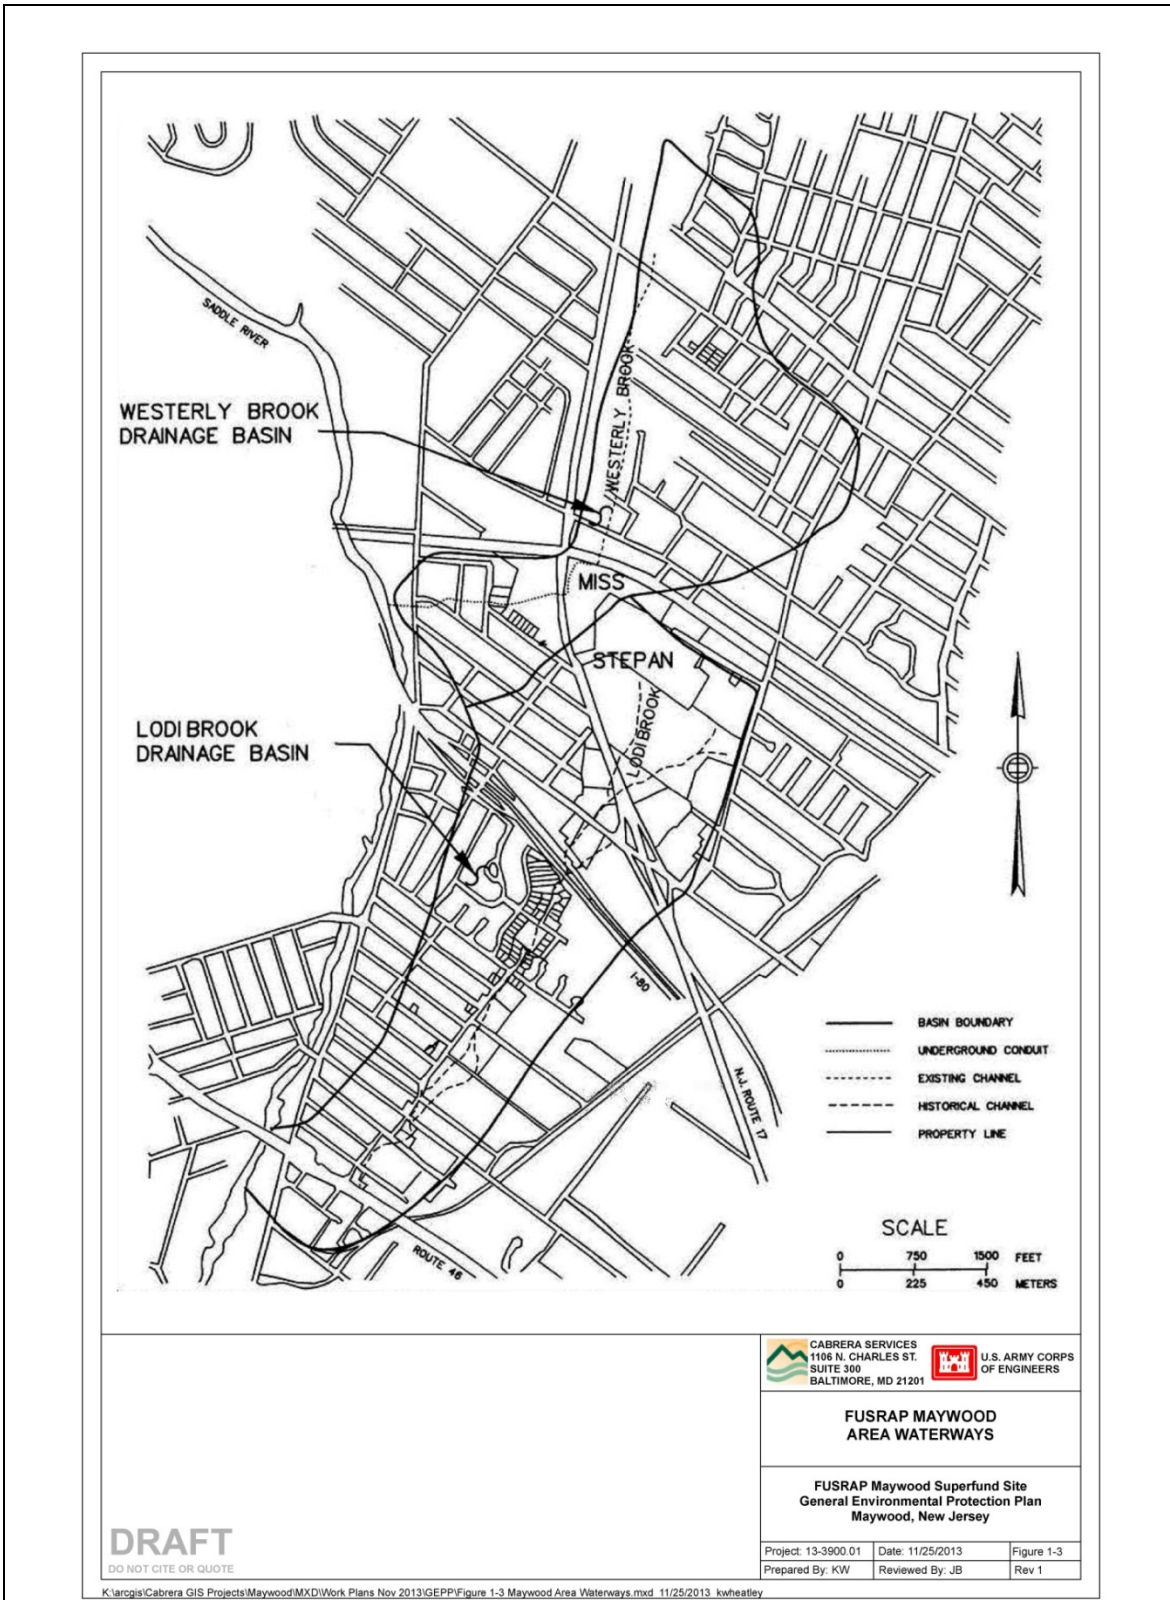 SADDLE RIVER
WESTERLY BROOK
DRAINAGE BASIN
WESTERLY BROOK
MISS
STEPAN
LODI BROOK
LODI BROOK
DRAINAGE BASIN
I-80
N.J. ROUTE 17
ROUTE 46
BASIN BOUNDARY
UNDERGROUND CONDUIT
EXISTING CHANNEL
HISTORICAL CHANNEL
PROPERTY LINE
SCALE
0 750 1500 FEET
0 225 450 METERS
CABRERA SERVICES
1106 N. CHARLES ST.
SUITE 300
BALTIMORE, MD 21201
U.S. ARMY CORPS
OF ENGINEERS
FUSRAP MAYWOOD
AREA WATERWAYS
FUSRAP Maywood Superfund Site
General Environmental Protection Plan
Maywood, New Jersey
Project: 13-3900.01 Date: 11/25/2013 Figure 1-3
Prepared By: KW Reviewed By: JB Rev 1
DRAFT
DO NOT CITE OR QUOTE
K:\arcgis\Cabrera GIS Projects\Maywood\MXD\Work Plans Nov 2013\GEPP\Figure 1-3 Maywood Area Waterways.mxd 11/25/2013 kwheatley